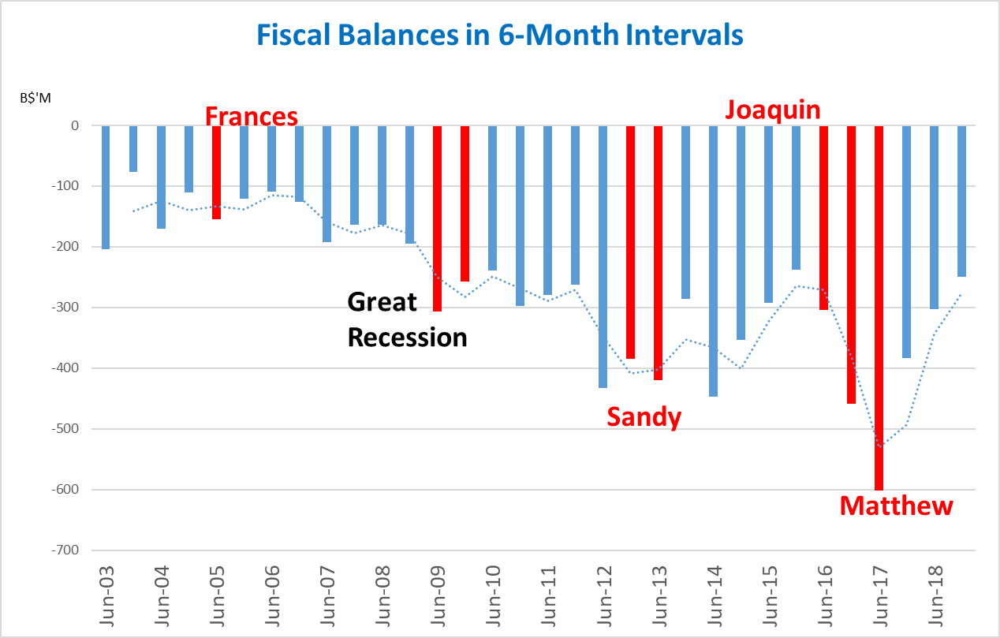 Fiscal Balances in 6-Month Intervals
B$'M
Frances
Joaquin
0
-100
-200
-300
-400
-500
-600
-700
Great
Recession
Sandy
Matthew
Jun-03
Jun-04
Jun-05
Jun-06
Jun-07
Jun-08
Jun-09
Jun-10
Jun-11
Jun-12
Jun-13
Jun-14
Jun-15
Jun-16
Jun-17
Jun-18